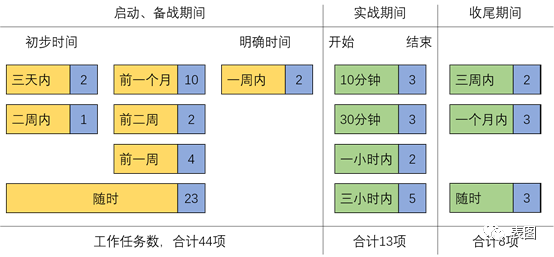 启动、备战期间 实战期间 收尾期间
初步时间 明确时间 开始 结束
三天内 2 前一个月 10 一周内 2 10分钟 3 三周内 2
二周内 1 前二周 2 30分钟 3 一个月内 3
前一周 4 一小时内 2
随时 23 三小时内 5 随时 3
工作任务数，合计44项 合计13项 合计8项
表图